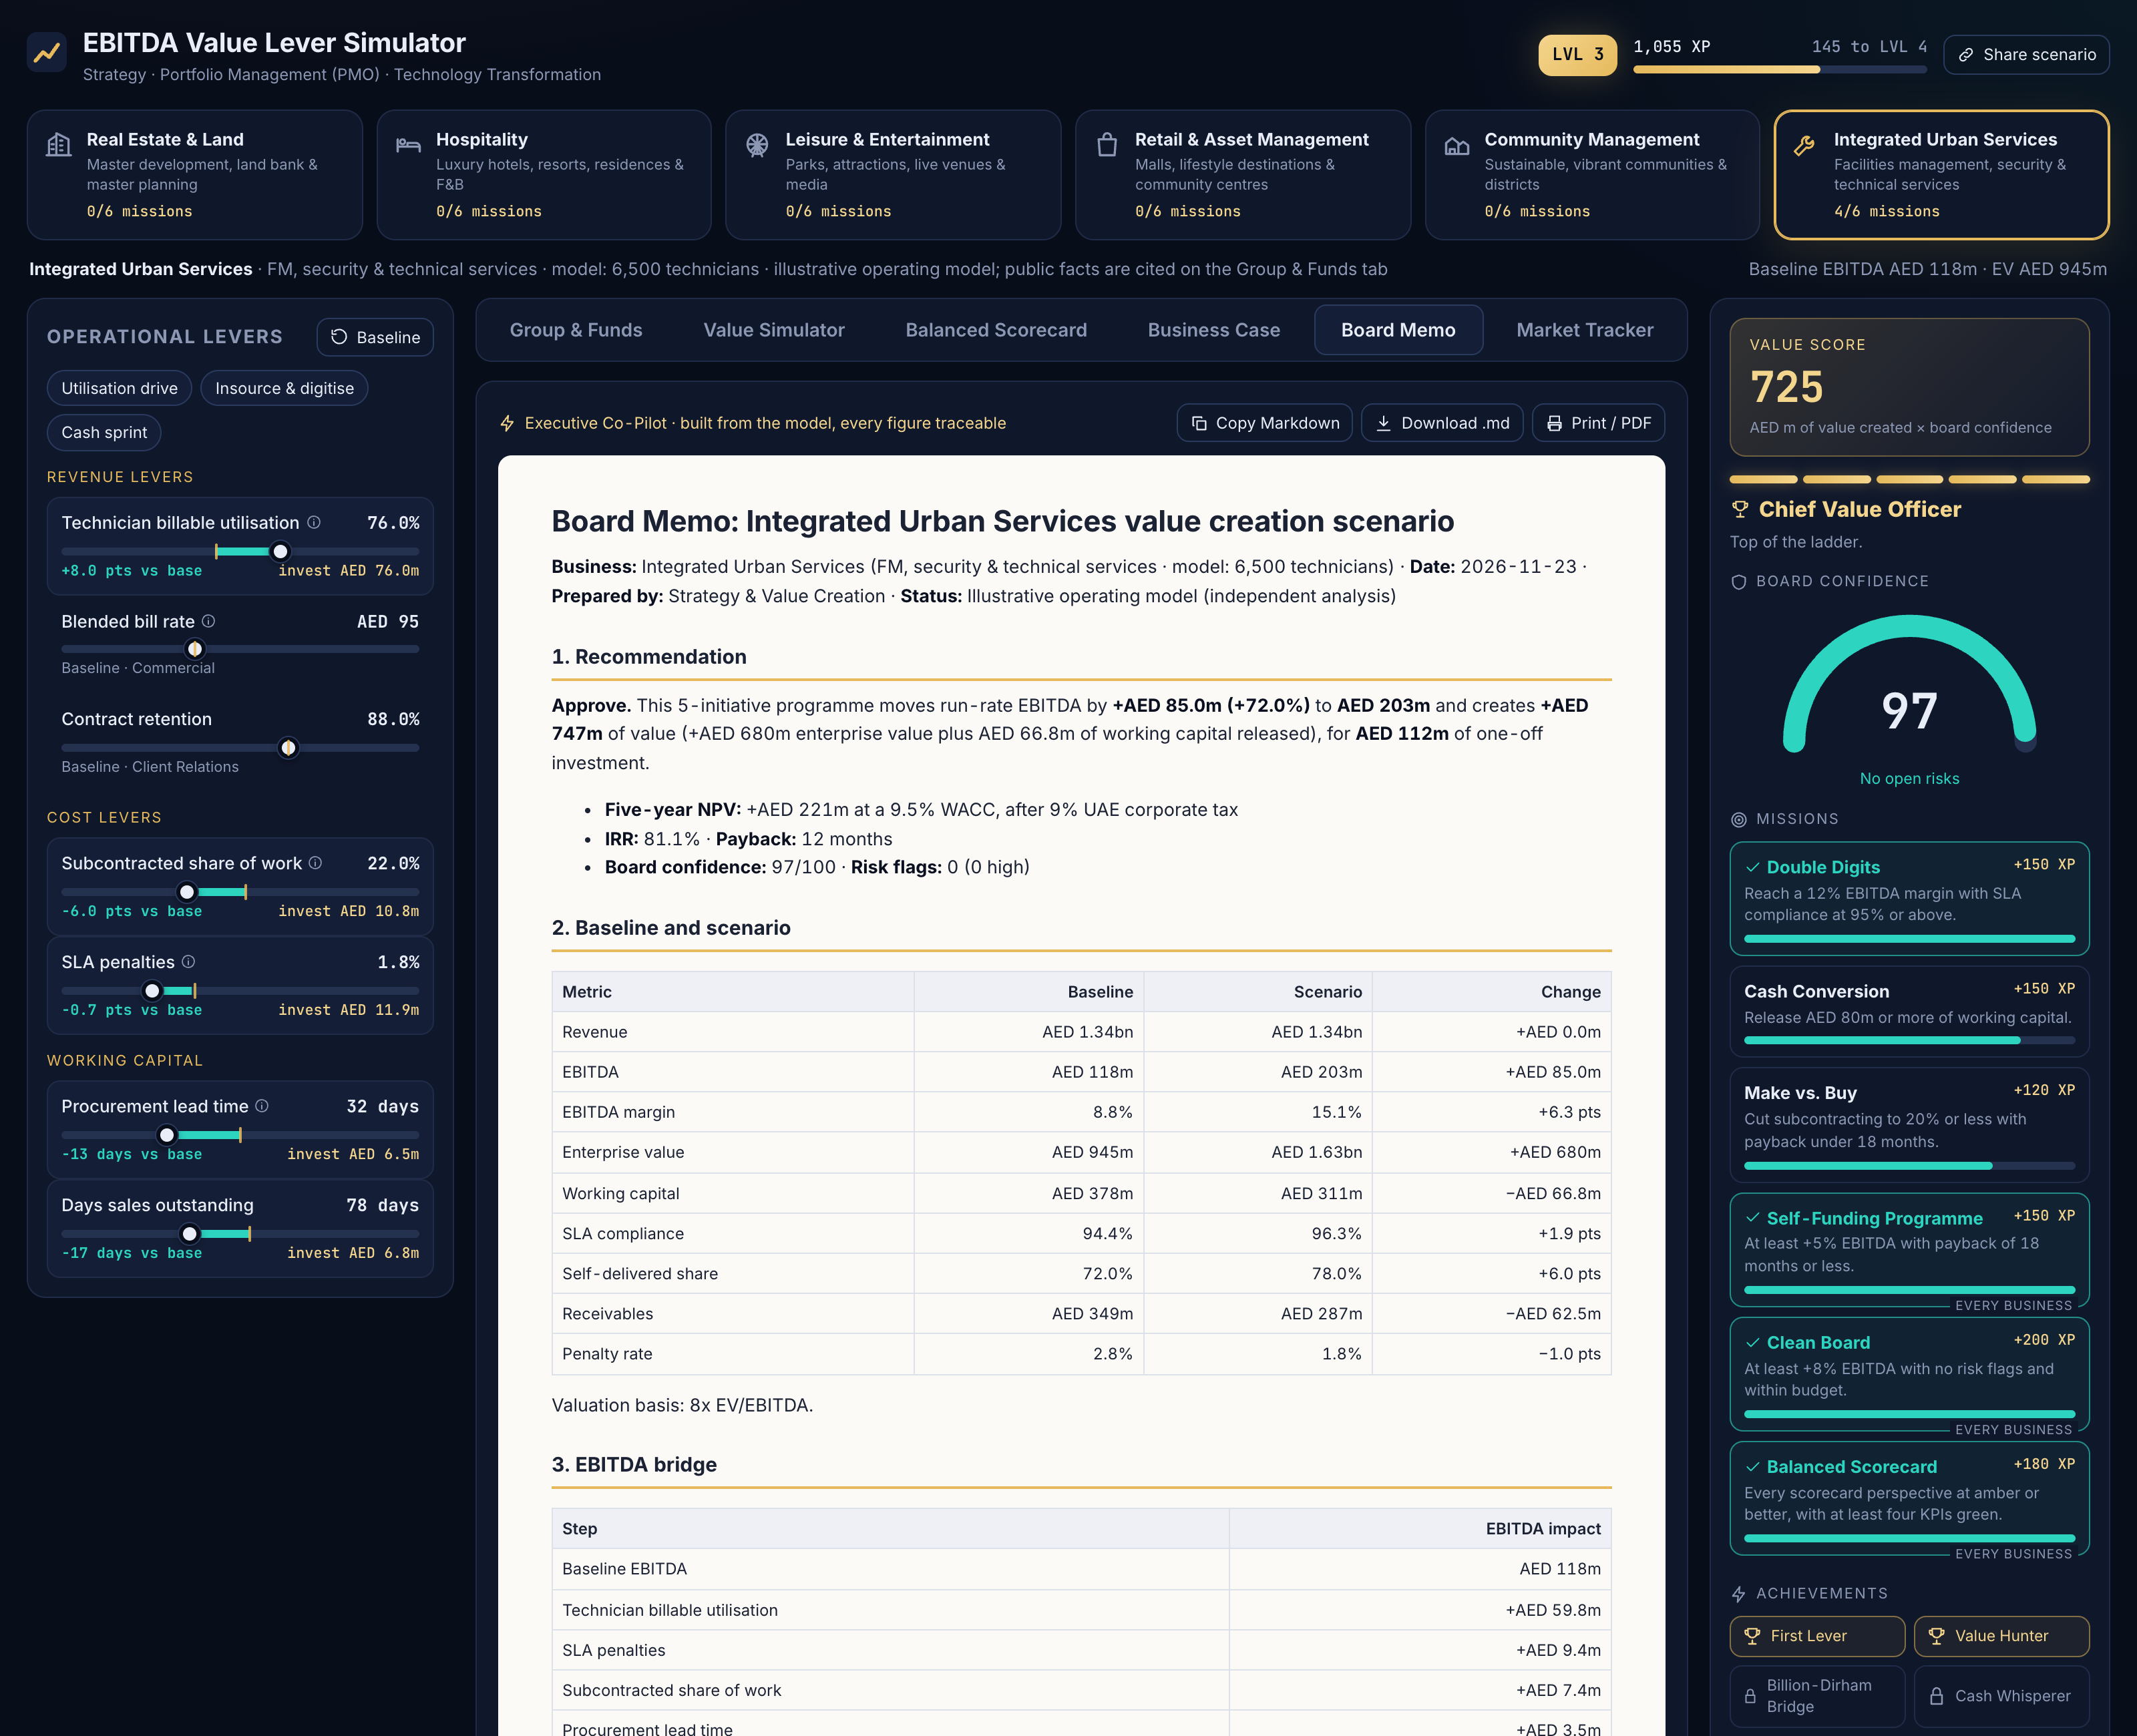 EBITDA Value Lever Simulator
Strategy · Portfolio Management (PMO) · Technology Transformation
LVL 3
1,055 XP
145 to LVL 4
Share scenario
Real Estate & Land
Master development, land bank &
master planning
0/6 missions
Hospitality
Luxury hotels, resorts, residences &
F&B
0/6 missions
Leisure & Entertainment
Parks, attractions, live venues &
media
0/6 missions
Retail & Asset Management
Malls, lifestyle destinations &
community centres
0/6 missions
Community Management
Sustainable, vibrant communities &
districts
0/6 missions
Integrated Urban Services
Facilities management, security &
technical services
4/6 missions
Integrated Urban Services · FM, security & technical services · model: 6,500 technicians · illustrative operating model; public facts are cited on the Group & Funds tab
Baseline EBITDA AED 118m · EV AED 945m
OPERATIONAL LEVERS
Baseline
Utilisation drive
Insource & digitise
Cash sprint
REVENUE LEVERS
Technician billable utilisation
76.0%
+8.0 pts vs base
invest AED 76.0m
Blended bill rate
AED 95
Baseline · Commercial
Contract retention
88.0%
Baseline · Client Relations
COST LEVERS
Subcontracted share of work
22.0%
-6.0 pts vs base
invest AED 10.8m
SLA penalties
1.8%
-0.7 pts vs base
invest AED 11.9m
WORKING CAPITAL
Procurement lead time
32 days
-13 days vs base
invest AED 6.5m
Days sales outstanding
78 days
-17 days vs base
invest AED 6.8m
Group & Funds
Value Simulator
Balanced Scorecard
Business Case
Board Memo
Market Tracker
Executive Co-Pilot · built from the model, every figure traceable
Copy Markdown
Download .md
Print / PDF
Board Memo: Integrated Urban Services value creation scenario
Business: Integrated Urban Services (FM, security & technical services · model: 6,500 technicians) · Date: 2026-11-23 ·
Prepared by: Strategy & Value Creation · Status: Illustrative operating model (independent analysis)
1. Recommendation
Approve. This 5-initiative programme moves run-rate EBITDA by +AED 85.0m (+72.0%) to AED 203m and creates +AED
747m of value (+AED 680m enterprise value plus AED 66.8m of working capital released), for AED 112m of one-off
investment.
• Five-year NPV: +AED 221m at a 9.5% WACC, after 9% UAE corporate tax
• IRR: 81.1% · Payback: 12 months
• Board confidence: 97/100 · Risk flags: 0 (0 high)
2. Baseline and scenario
Metric Baseline Scenario Change
Revenue AED 1.34bn AED 1.34bn +AED 0.0m
EBITDA AED 118m AED 203m +AED 85.0m
EBITDA margin 8.8% 15.1% +6.3 pts
Enterprise value AED 945m AED 1.63bn +AED 680m
Working capital AED 378m AED 311m −AED 66.8m
SLA compliance 94.4% 96.3% +1.9 pts
Self-delivered share 72.0% 78.0% +6.0 pts
Receivables AED 349m AED 287m −AED 62.5m
Penalty rate 2.8% 1.8% −1.0 pts
Valuation basis: 8x EV/EBITDA.
3. EBITDA bridge
Step EBITDA impact
Baseline EBITDA AED 118m
Technician billable utilisation +AED 59.8m
SLA penalties +AED 9.4m
Subcontracted share of work +AED 7.4m
Procurement lead time +AED 3.5m
VALUE SCORE
725
AED m of value created × board confidence
Chief Value Officer
Top of the ladder.
BOARD CONFIDENCE
97
No open risks
MISSIONS
Double Digits
+150 XP
Reach a 12% EBITDA margin with SLA
compliance at 95% or above.
Cash Conversion
+150 XP
Release AED 80m or more of working capital.
Make vs. Buy
+120 XP
Cut subcontracting to 20% or less with
payback under 18 months.
Self-Funding Programme
+150 XP
At least +5% EBITDA with payback of 18
months or less.
EVERY BUSINESS
Clean Board
+200 XP
At least +8% EBITDA with no risk flags and
within budget.
EVERY BUSINESS
Balanced Scorecard
+180 XP
Every scorecard perspective at amber or
better, with at least four KPIs green.
EVERY BUSINESS
ACHIEVEMENTS
First Lever
Value Hunter
Billion-Dirham
Bridge
Cash Whisperer